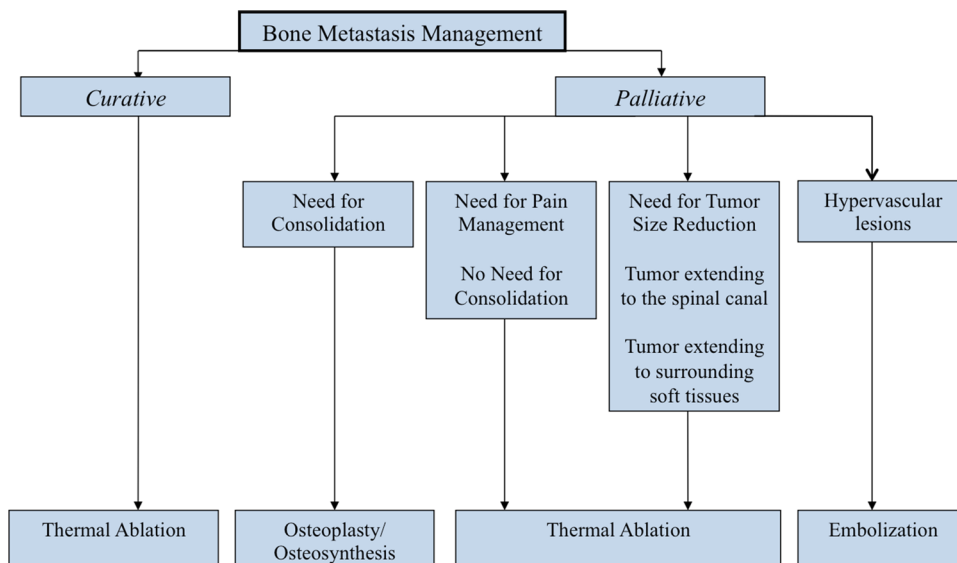 Bone Metastasis Management
Curative
Palliative
Need for
Consolidation
Need for Pain
Management
No Need for
Consolidation
Need for Tumor
Size Reduction
Tumor extending
to the spinal canal
Tumor extending
to surrounding
soft tissues
Hypervascular
lesions
Thermal Ablation
Osteoplasty/
Osteosynthesis
Thermal Ablation
Embolization